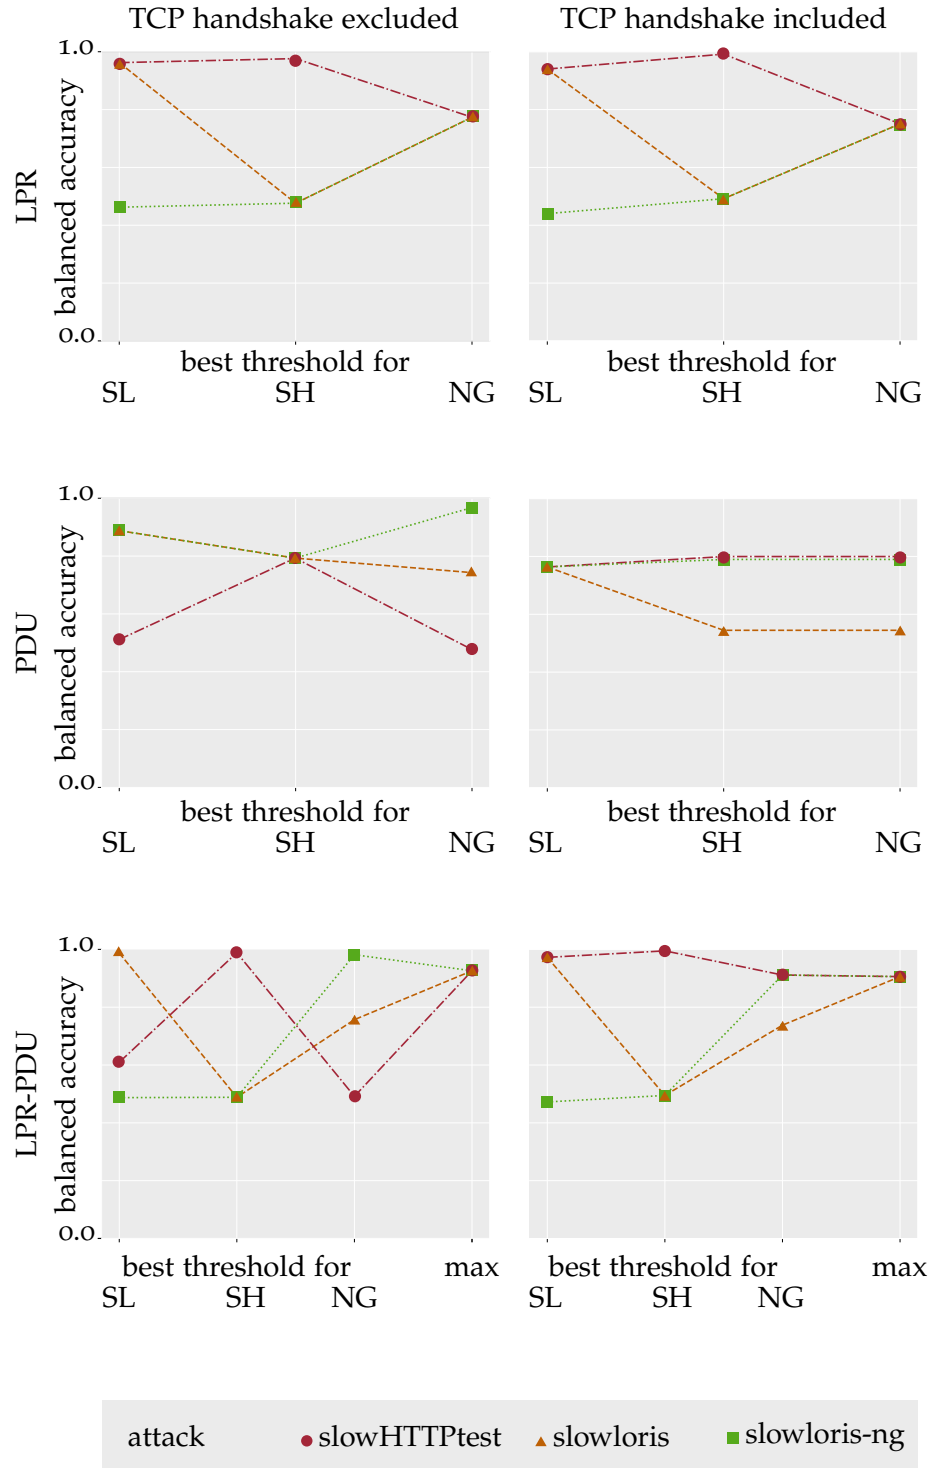 TCP handshake excluded
TCP handshake included
LPR
balanced accuracy
1.0
0.0
best threshold for
SL SH NG
best threshold for
SL SH NG
PDU
balanced accuracy
1.0
0.0
best threshold for
SL SH NG
best threshold for
SL SH NG
LPR-PDU
balanced accuracy
1.0
0.0
best threshold for max
SL SH NG
best threshold for max
SL SH NG
attack slowHTTPtest slowloris slowloris-ng